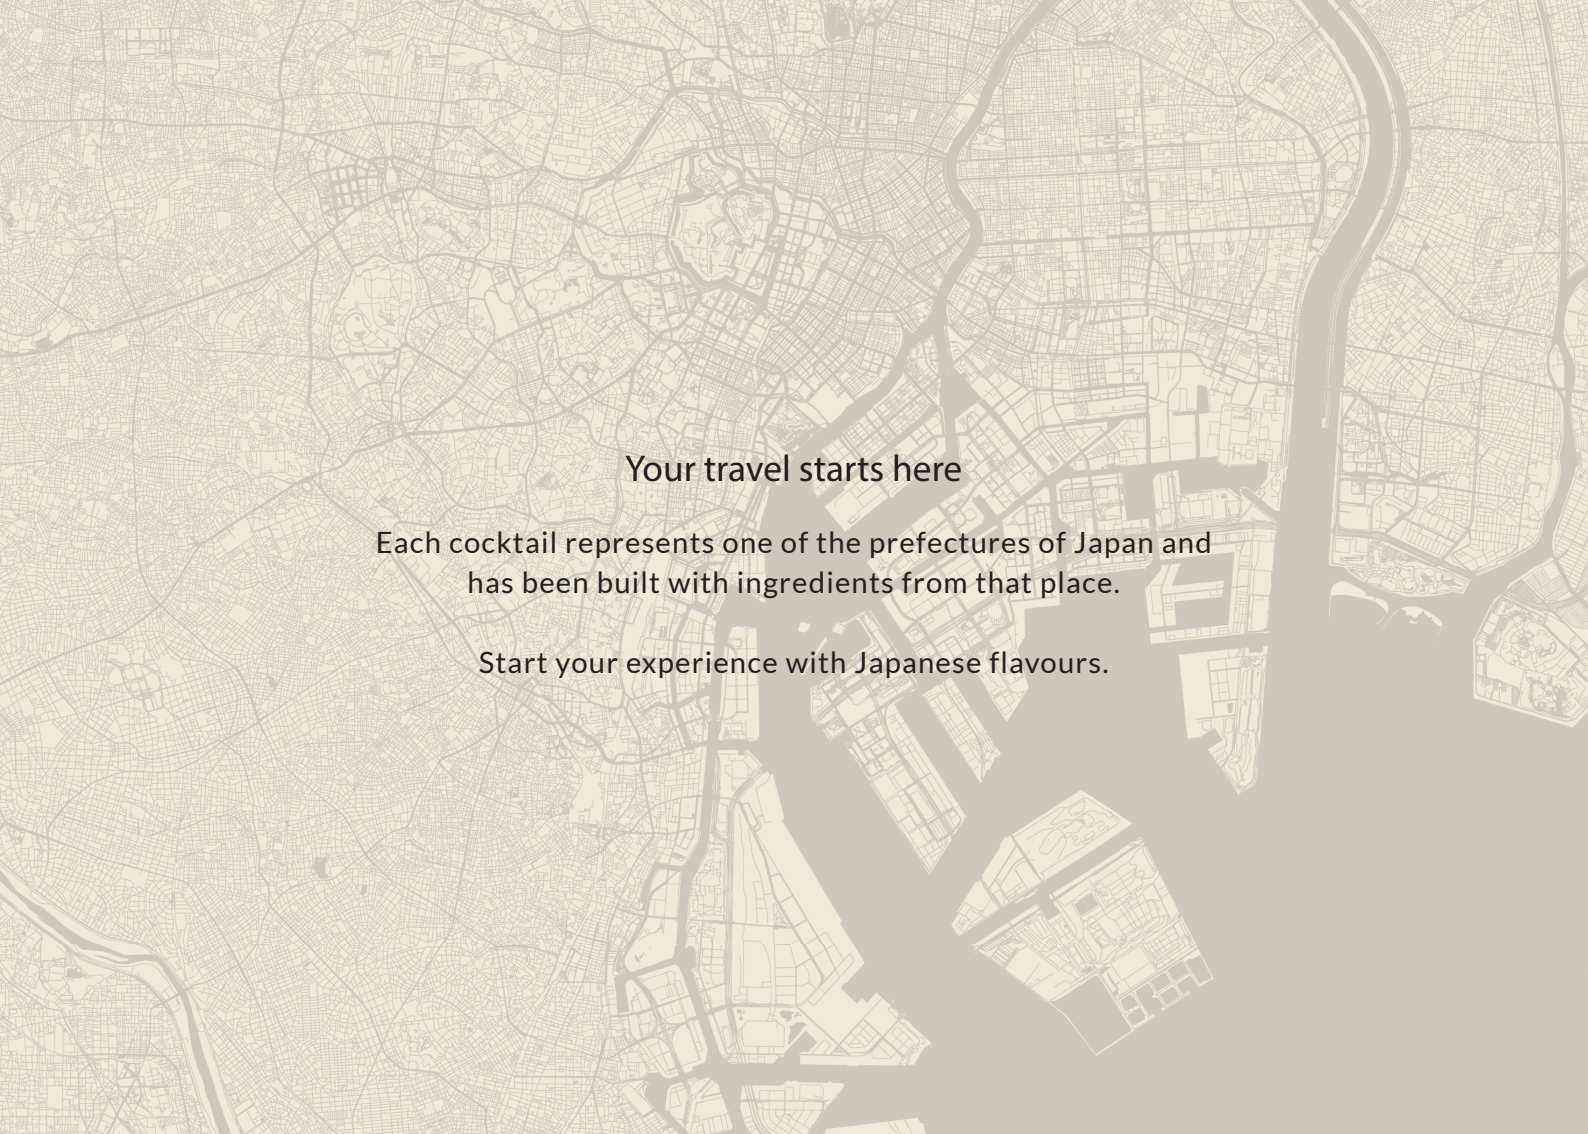 Your travel starts here
Each cocktail represents one of the prefectures of Japan and
has been built with ingredients from that place.
Start your experience with Japanese flavours.